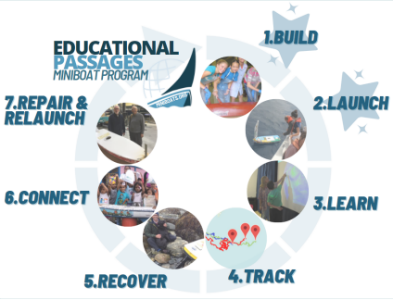 EDUCATIONAL
PASSAGES
MINIBOAT PROGRAM
1.BUILD
2.LAUNCH
3.LEARN
4.TRACK
5.RECOVER
6.CONNECT
7.REPAIR &
RELAUNCH